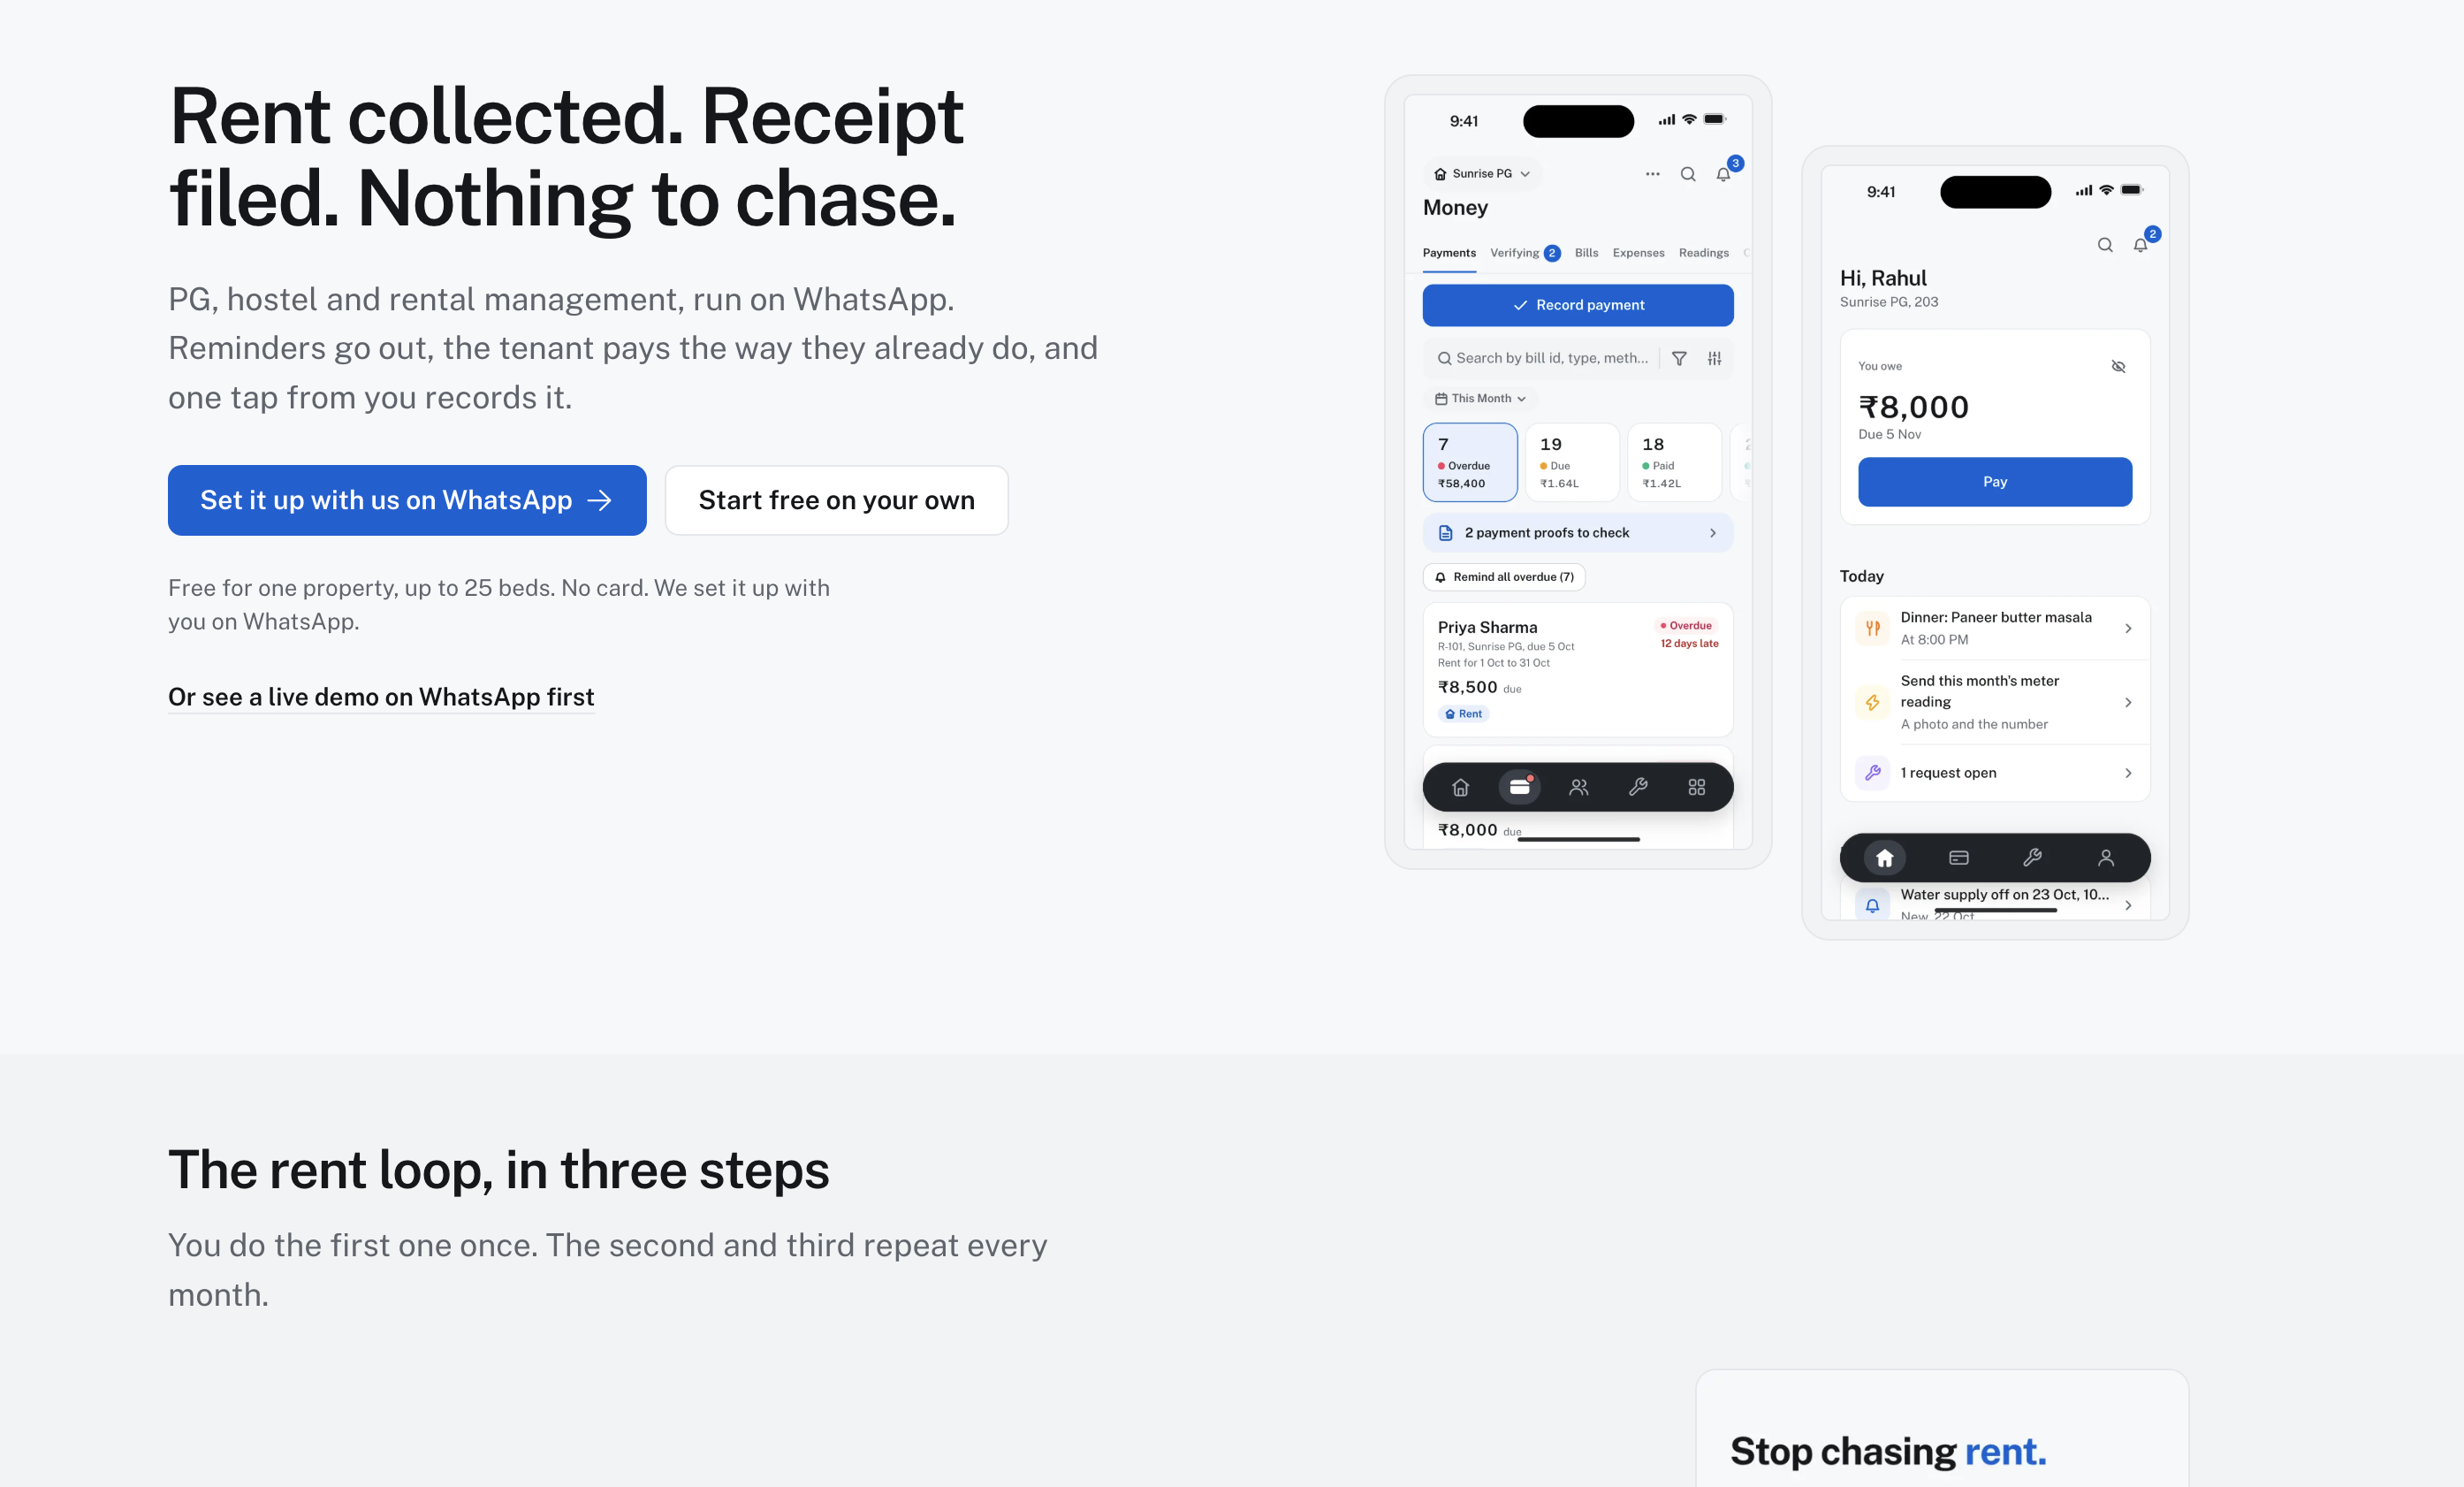 Rent collected. Receipt
filed. Nothing to chase.
PG, hostel and rental management, run on WhatsApp.
Reminders go out, the tenant pays the way they already do, and
one tap from you records it.
Set it up with us on WhatsApp →
Start free on your own
Free for one property, up to 25 beds. No card. We set it up with
you on WhatsApp.
Or see a live demo on WhatsApp first
9:41
Sunrise PG
3
Money
Payments
Verifying 2
Bills
Expenses
Readings
Record payment
Search by bill id, type, meth...
This Month
7
Overdue
₹58,400
19
Due
₹1.64L
18
Paid
₹1.42L
2 payment proofs to check
Remind all overdue (7)
Priya Sharma
Overdue
R-101, Sunrise PG, due 5 Oct
12 days late
Rent for 1 Oct to 31 Oct
₹8,500 due
Rent
₹8,000 due
9:41
2
Hi, Rahul
Sunrise PG, 203
You owe
₹8,000
Due 5 Nov
Pay
Today
Dinner: Paneer butter masala
At 8:00 PM
Send this month's meter
reading
A photo and the number
1 request open
Water supply off on 23 Oct, 10...
New, 22 Oct
The rent loop, in three steps
You do the first one once. The second and third repeat every
month.
Stop chasing rent.